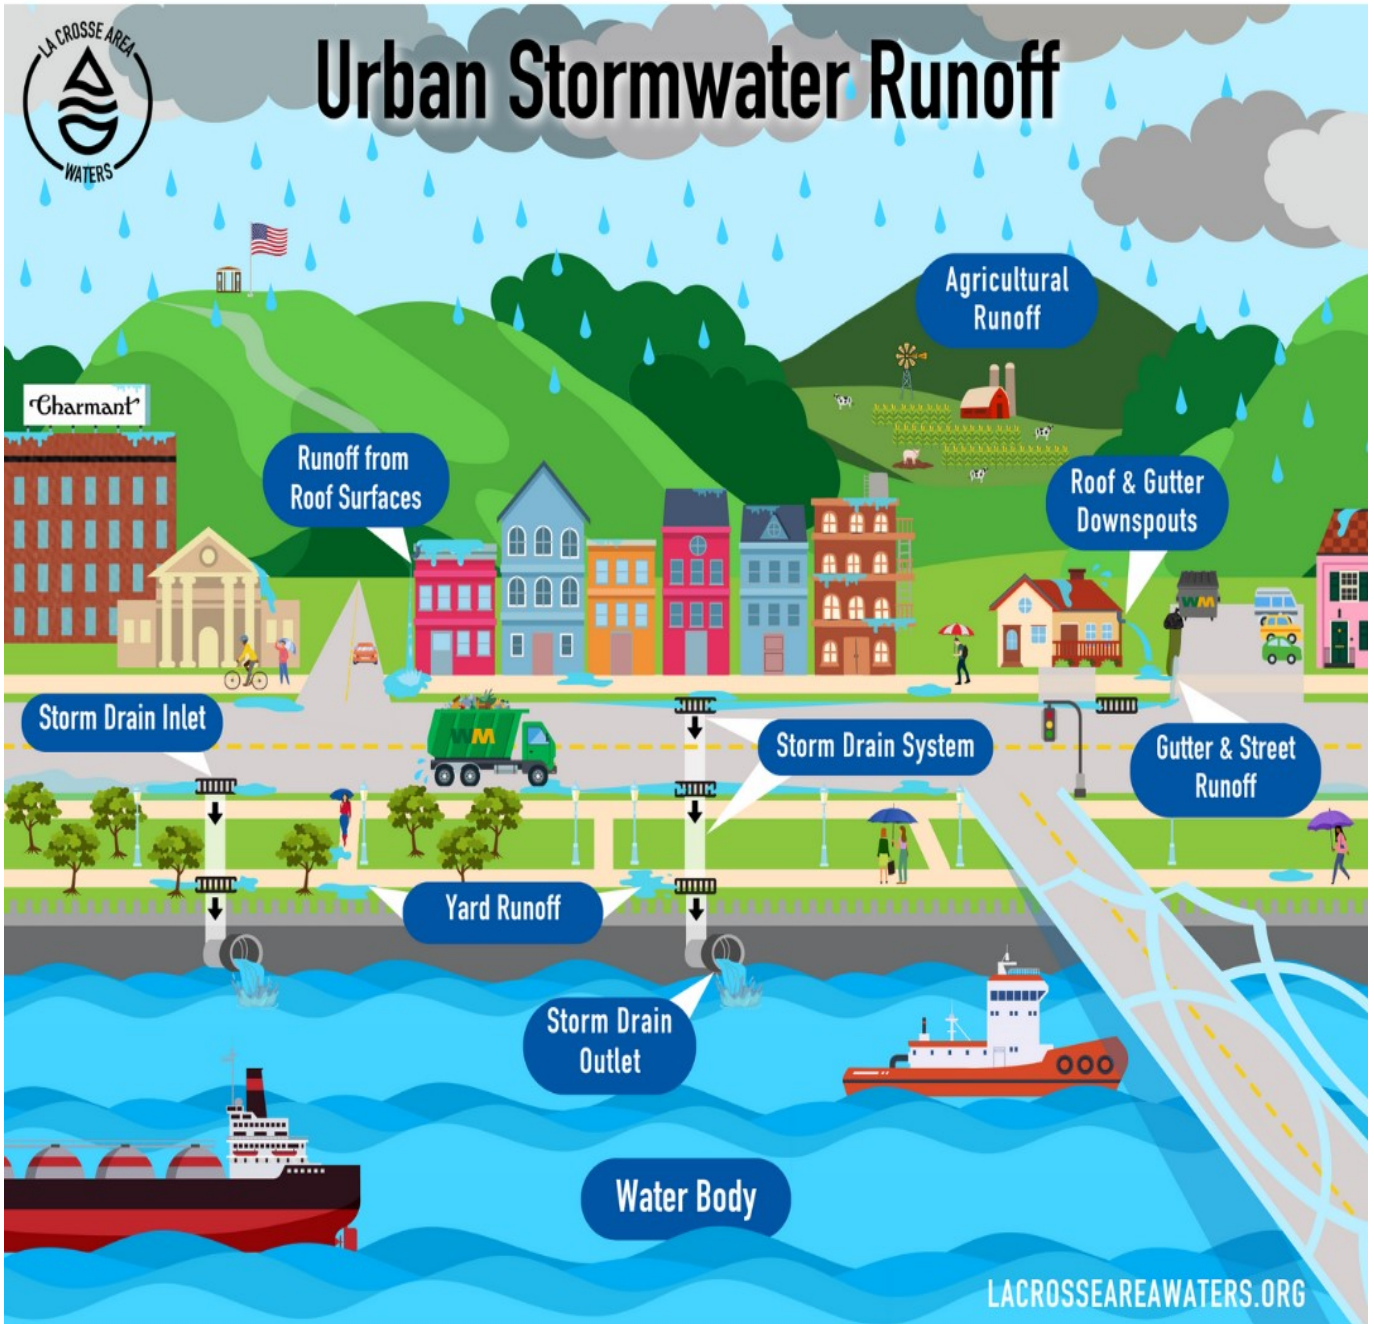 LA CROSSE AREA
WATERS
Urban Stormwater Runoff
Agricultural
Runoff
Charmant
Runoff from
Roof Surfaces
Roof & Gutter
Downspouts
WM
Storm Drain Inlet
WM
Storm Drain System
Gutter & Street
Runoff
Yard Runoff
Storm Drain
Outlet
Water Body
LACROSSEAREAWATERS.ORG